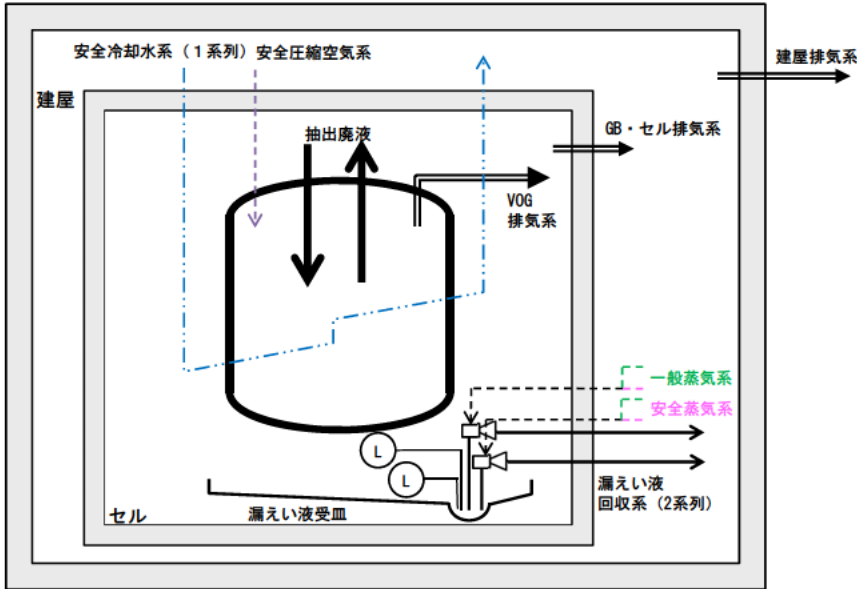 安全冷却水系（１系列）
安全圧縮空気系
建屋排気系
建屋
GB・セル排気系
抽出廃液
VOG
排気系
一般蒸気系
安全蒸気系
L
L
漏えい液
回収系（2系列）
漏えい液受皿
セル